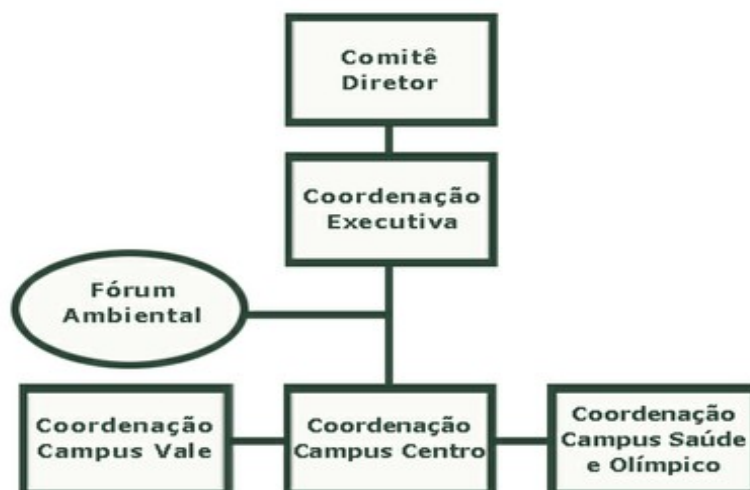 Comitê
Diretor
Coordenação
Executiva
Fórum
Ambiental
Coordenação
Campus Vale
Coordenação
Campus Centro
Coordenação
Campus Saúde
e Olímpico